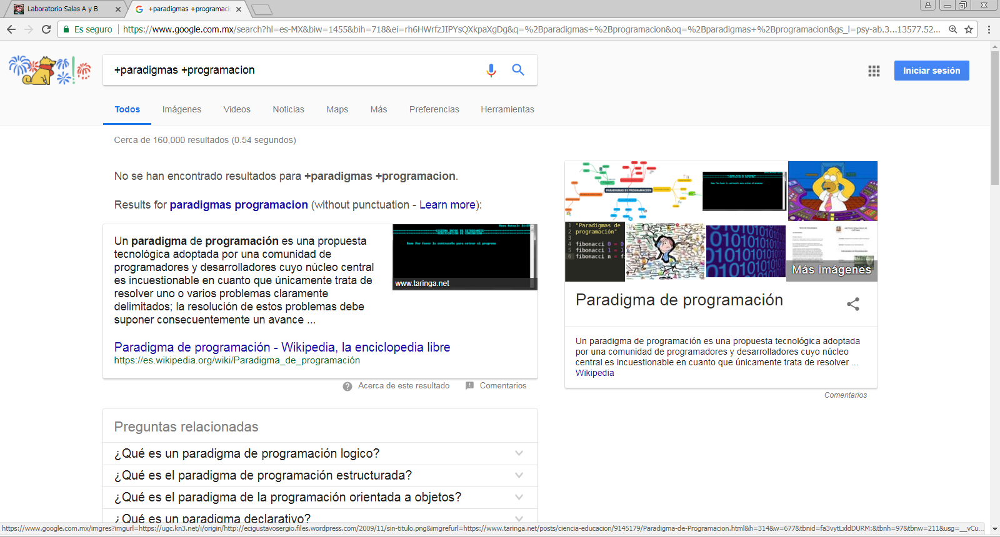 Laboratorio Salas A y B
+paradigmas +programaci
Es seguro
https://www.google.com.mx/search?hl=es-MX&biw=1455&bih=718&ei=rh6HWrfzJIPYsQXkpaXgDg&q=%2Bparadigmas+%2Bprogramacion&oq=%2Bparadigmas+%2Bprogramacion&gs_l=psy-ab.3...13577.52...
+paradigmas +programacion
Iniciar sesión
Todos Imágenes Videos Noticias Maps Más Preferencias Herramientas
Cerca de 160,000 resultados (0.54 segundos)
No se han encontrado resultados para +paradigmas +programacion.
Results for paradigmas programacion (without punctuation - Learn more):
Un paradigma de programación es una propuesta
tecnológica adoptada por una comunidad de
programadores y desarrolladores cuyo núcleo central
es incuestionable en cuanto que únicamente trata de
resolver uno o varios problemas claramente
delimitados; la resolución de estos problemas debe
suponer consecuentemente un avance ...
www.taringa.net
Paradigma de programación - Wikipedia, la enciclopedia libre
https://es.wikipedia.org/wiki/Paradigma_de_programación
Acerca de este resultado
Comentarios
Preguntas relacionadas
¿Qué es un paradigma de programación logico?
¿Qué es el paradigma de programación estructurada?
¿Qué es el paradigma de la programación orientada a objetos?
¿Qué es un paradigma declarativo?
PARADIGMAS DE PROGRAMACIÓN
1 "Paradigmas de
2 programación"
3
4 fibonacci 0 = 0
5 fibonacci 1 = 1
6 fibonacci n = f
Más imágenes
Paradigma de programación
Un paradigma de programación es una propuesta tecnológica adoptada
por una comunidad de programadores y desarrolladores cuyo núcleo
central es incuestionable en cuanto que únicamente trata de resolver ...
Wikipedia
Comentarios
https://www.google.com.mx/imgres?imgurl=https://ugc.kn3.net/i/origin/http://ecigustavosergio.files.wordpress.com/2009/11/sin-titulo.png&imgrefurl=https://www.taringa.net/posts/ciencia-educacion/9145179/Paradigma-de-Programacion.html&h=314&w=677&tbnid=fa3vytLxldDURM:&tbnh=97&tbnw=211&usg=__vCu...